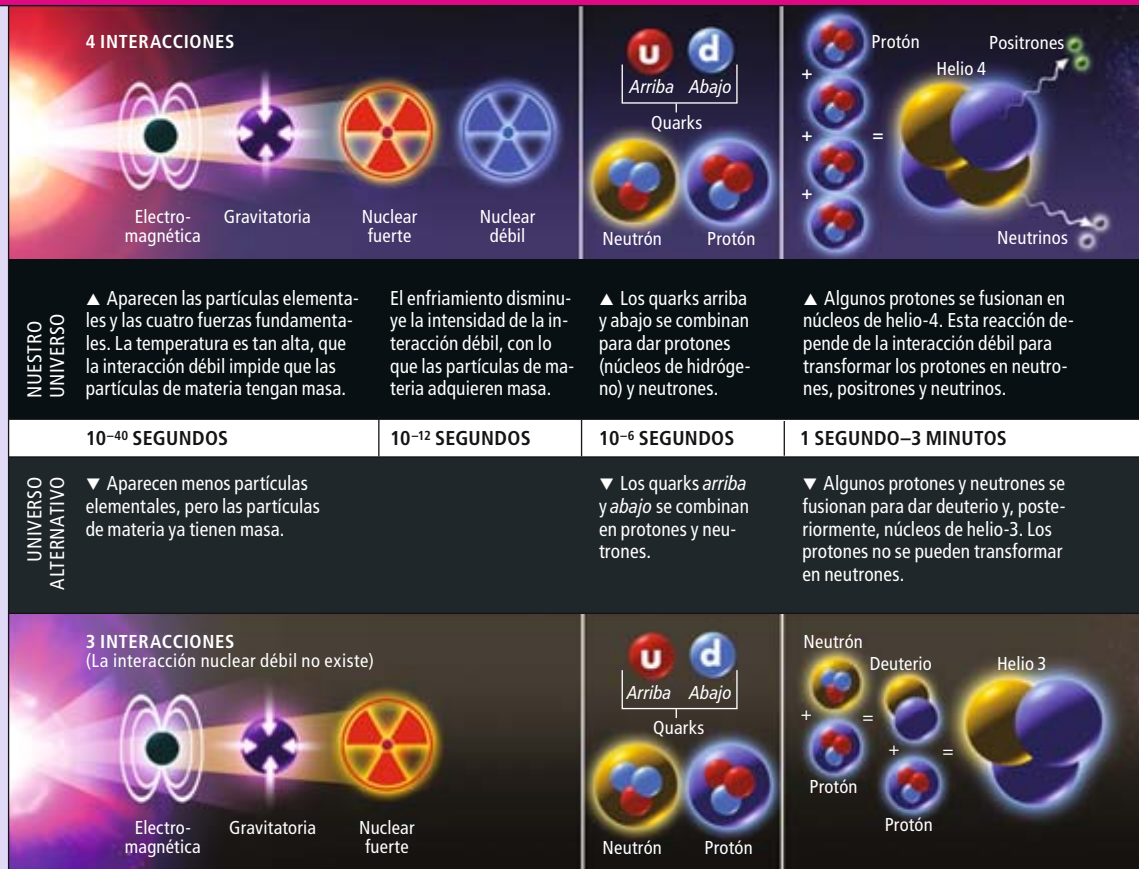 4 INTERACCIONES
Electro-
magnética
Gravitatoria
Nuclear
fuerte
Nuclear
débil
u
d
Arriba
Abajo
Quarks
Neutrón
Protón
+
+
+
=
Protón
Helio 4
Positrones
Neutrinos
NUESTRO
UNIVERSO
▲ Aparecen las partículas elementa-
les y las cuatro fuerzas fundamenta-
les. La temperatura es tan alta, que
la interacción débil impide que las
partículas de materia tengan masa.
El enfriamiento disminu-
ye la intensidad de la in-
teracción débil, con lo
que las partículas de ma-
teria adquieren masa.
▲ Los quarks arriba
y abajo se combinan
para dar protones
(núcleos de hidróge-
no) y neutrones.
▲ Algunos protones se fusionan en
núcleos de helio-4. Esta reacción de-
pende de la interacción débil para
transformar los protones en neutro-
nes, positrones y neutrinos.
10–40 SEGUNDOS
10–12 SEGUNDOS
10–6 SEGUNDOS
1 SEGUNDO–3 MINUTOS
UNIVERSO
ALTERNATIVO
▼ Aparecen menos partículas
elementales, pero las partículas
de materia ya tienen masa.
▼ Los quarks arriba
y abajo se combinan
en protones y neu-
trones.
▼ Algunos protones y neutrones se
fusionan para dar deuterio y, poste-
riormente, núcleos de helio-3. Los
protones no se pueden transformar
en neutrones.
3 INTERACCIONES
(La interacción nuclear débil no existe)
Electro-
magnética
Gravitatoria
Nuclear
fuerte
u
d
Arriba
Abajo
Quarks
Neutrón
Protón
Neutrón
+
Protón
=
Deuterio
+
Protón
=
Helio 3